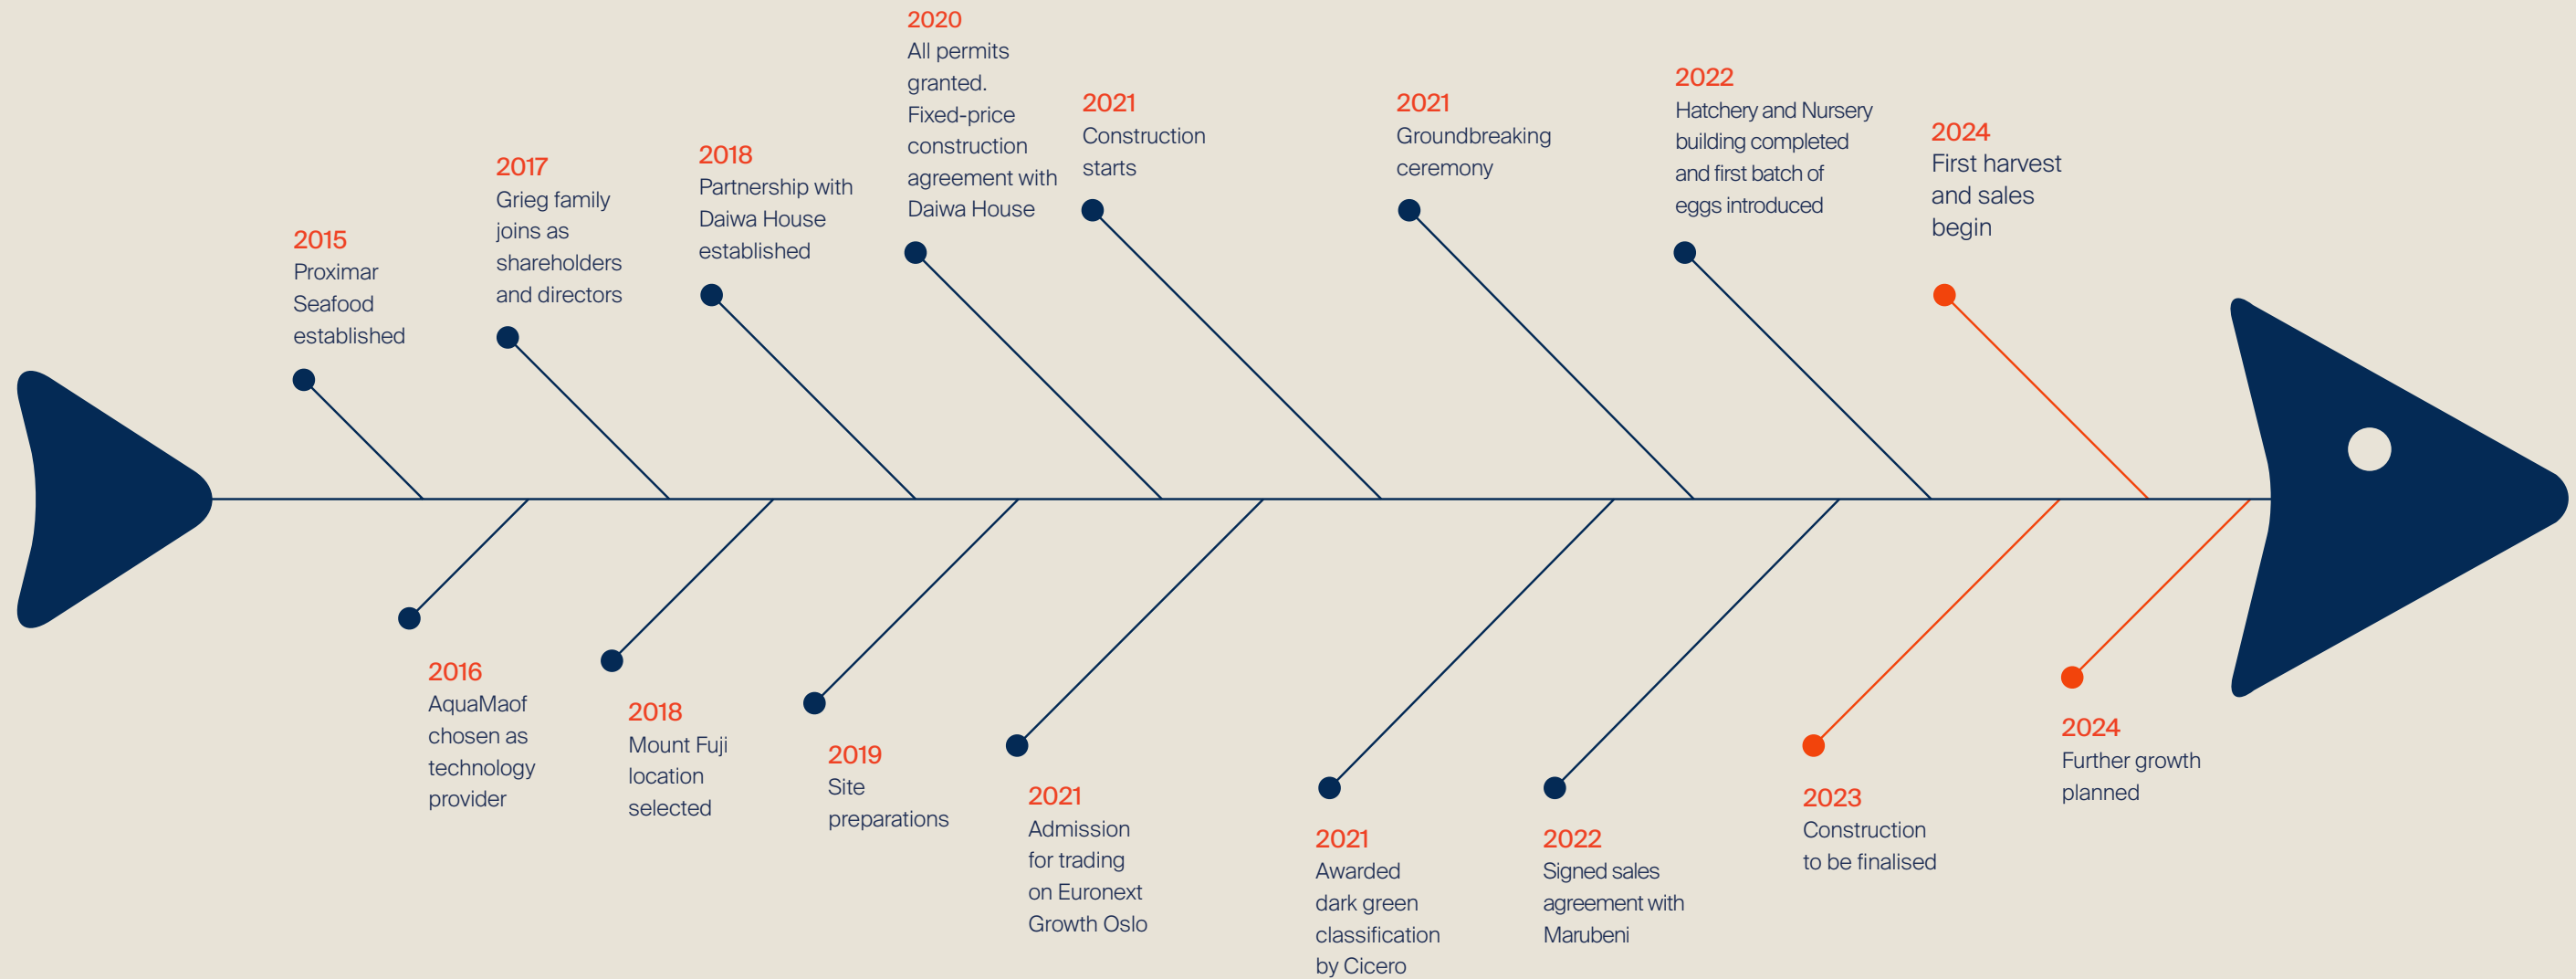 2015
Proximar
Seafood
established
2017
Grieg family
joins as
shareholders
and directors
2018
Partnership with
Daiwa House
established
2020
All permits
granted.
Fixed-price
construction
agreement with
Daiwa House
2021
Construction
starts
2021
Groundbreaking
ceremony
2022
Hatchery and Nursery
building completed
and first batch of
eggs introduced
2024
First harvest
and sales
begin
2016
AquaMaof
chosen as
technology
provider
2018
Mount Fuji
location
selected
2019
Site
preparations
2021
Admission
for trading
on Euronext
Growth Oslo
2021
Awarded
dark green
classification
by Cicero
2022
Signed sales
agreement with
Marubeni
2023
Construction
to be finalised
2024
Further growth
planned